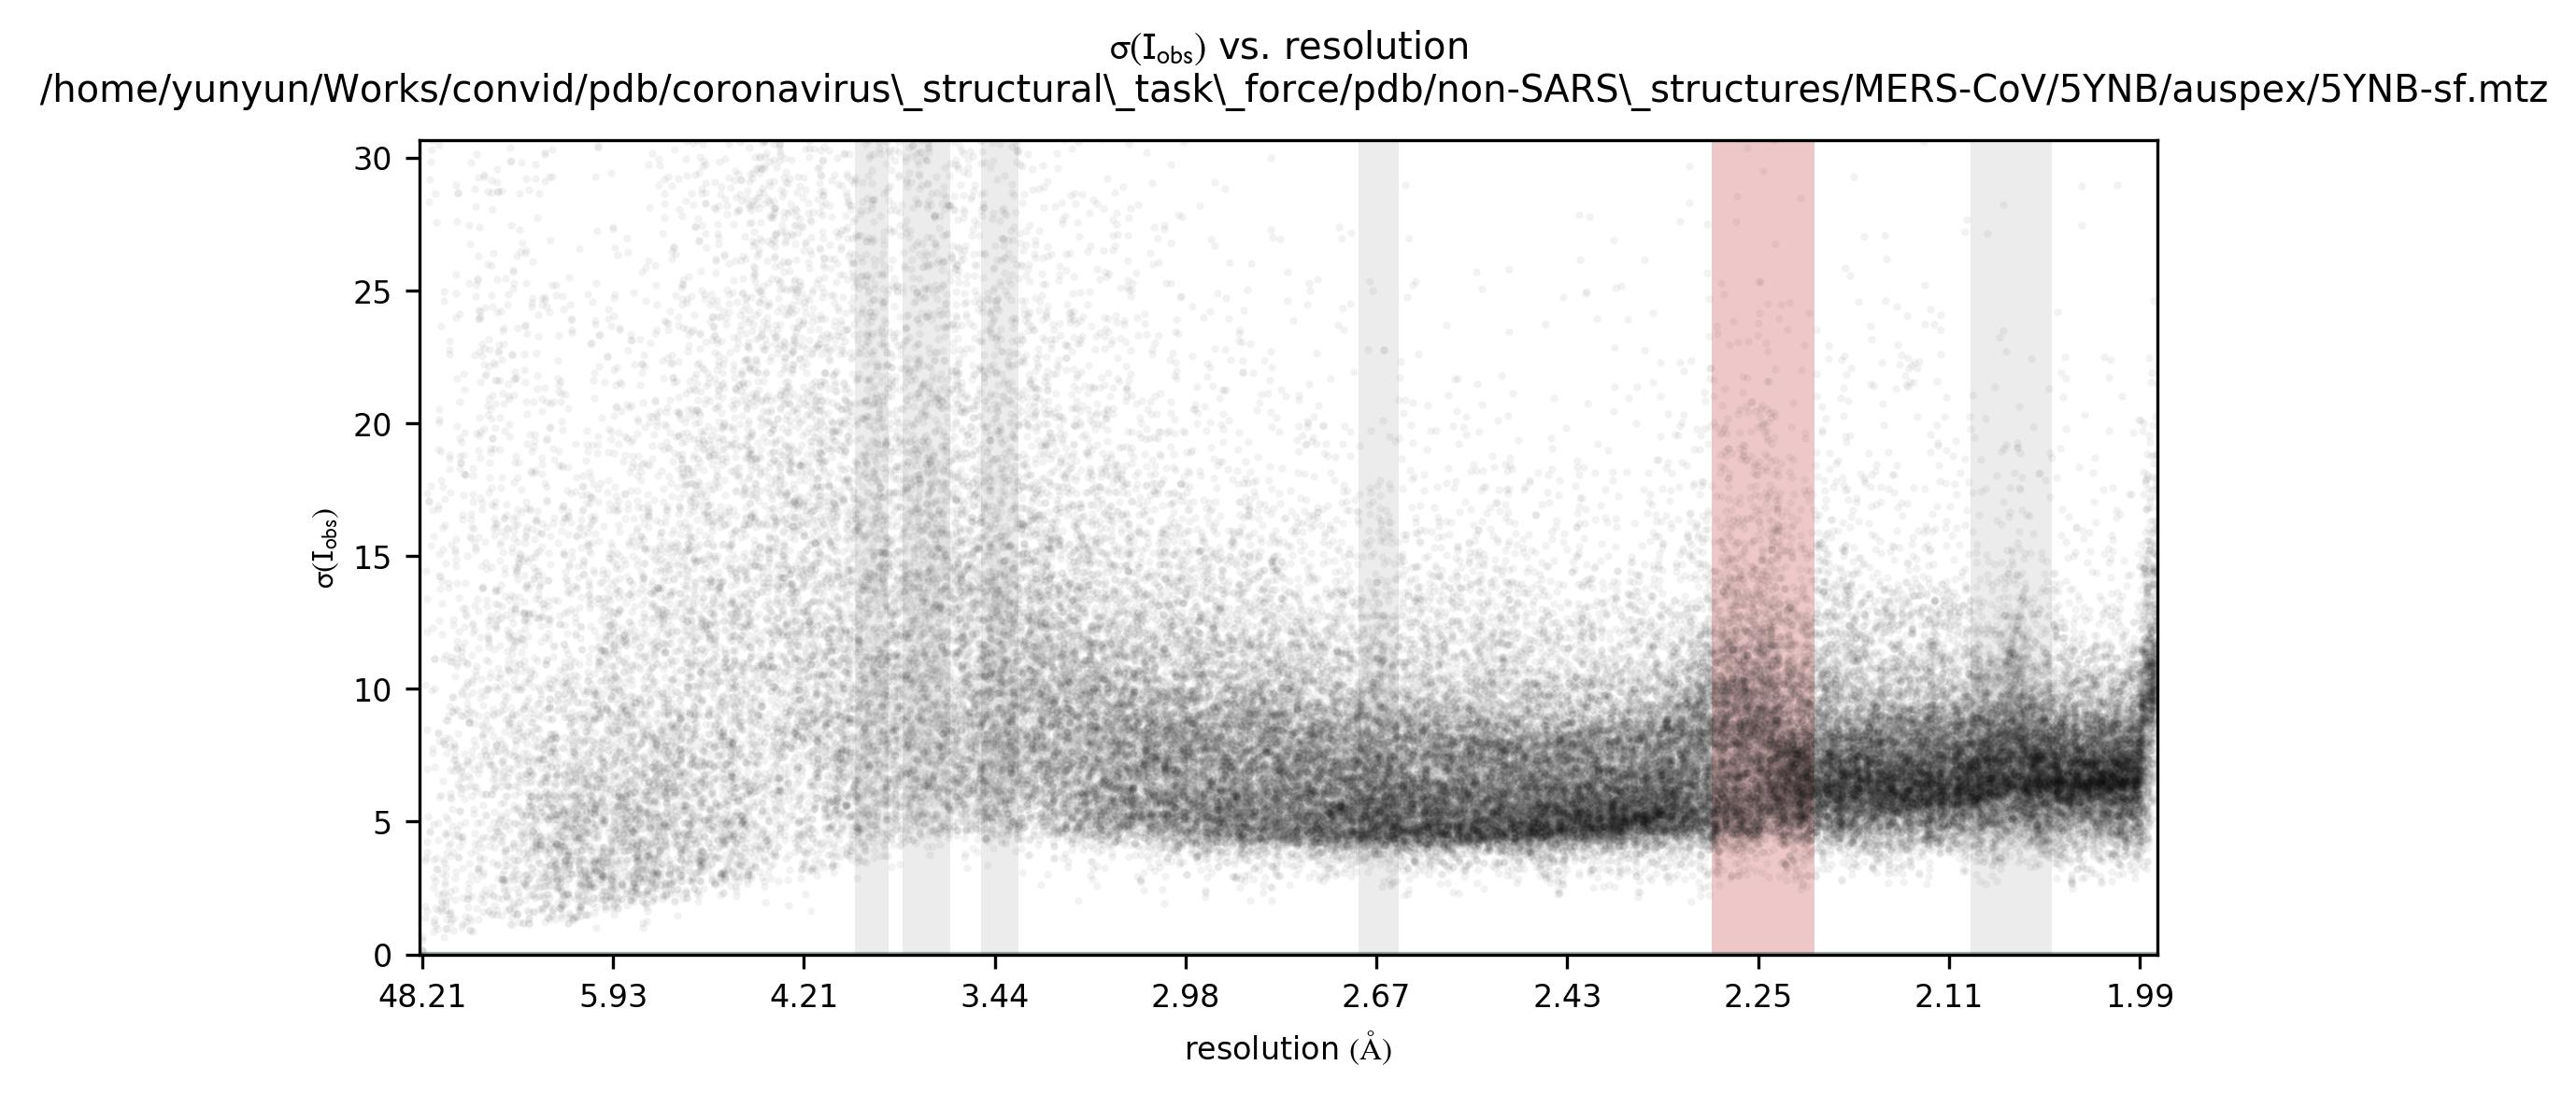 σ(I_obs) vs. resolution
/home/yunyun/Works/convid/pdb/coronavirus\_structural\_task\_force/pdb/non-SARS\_structures/MERS-CoV/5YNB/auspex/5YNB-sf.mtz
30
25
20
15
10
5
0
σ(I_obs)
48.21 5.93 4.21 3.44 2.98 2.67 2.43 2.25 2.11 1.99
resolution (Å)